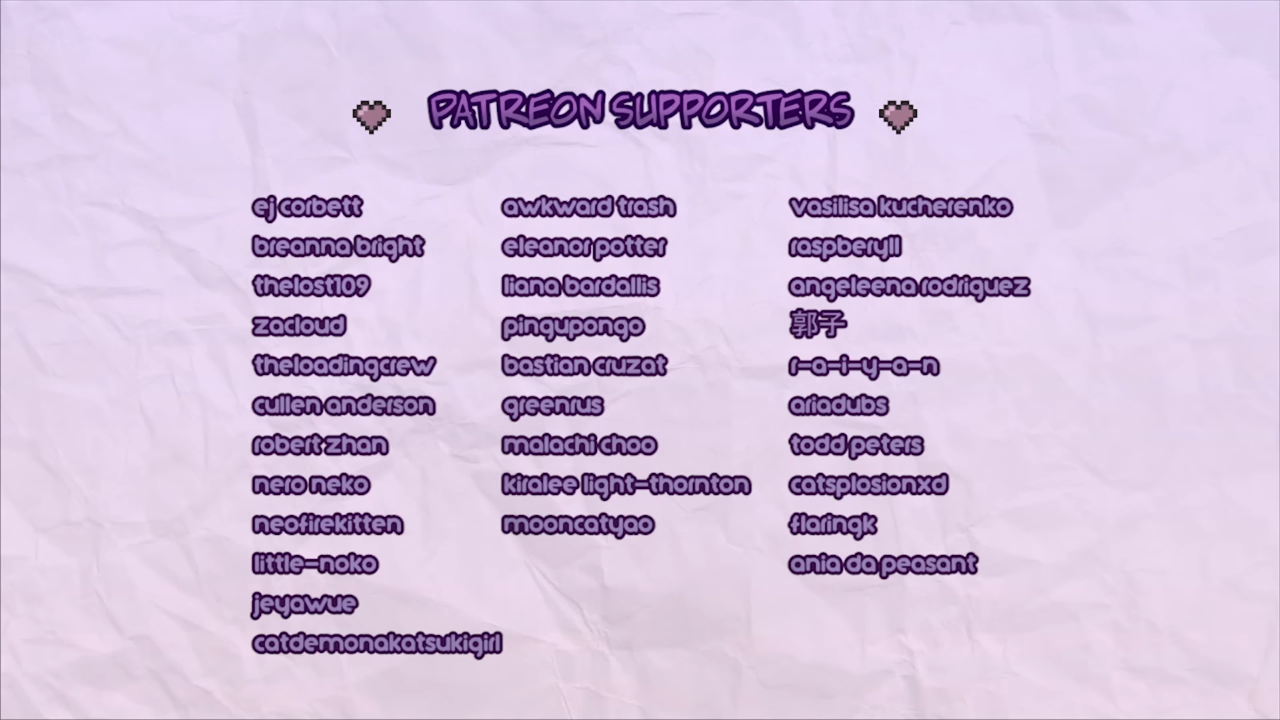 PATREON SUPPORTERS
ej corbett
breanna bright
thelost109
zacloud
theloadingcrew
cullen anderson
robert zhan
nero neko
neofirekitten
little-noko
jeyawue
catdemonakatsukigirl
awkward trash
eleanor potter
liana bardallis
pingupongo
bastian cruzat
greenrus
malachi choo
kiralee light-thornton
mooncatyao
vasilisa kucherenko
raspberyll
angeleena rodriguez
郭子
r-a-i-y-a-n
ariadubs
todd peters
catsplosionxd
flaringk
ania da peasant